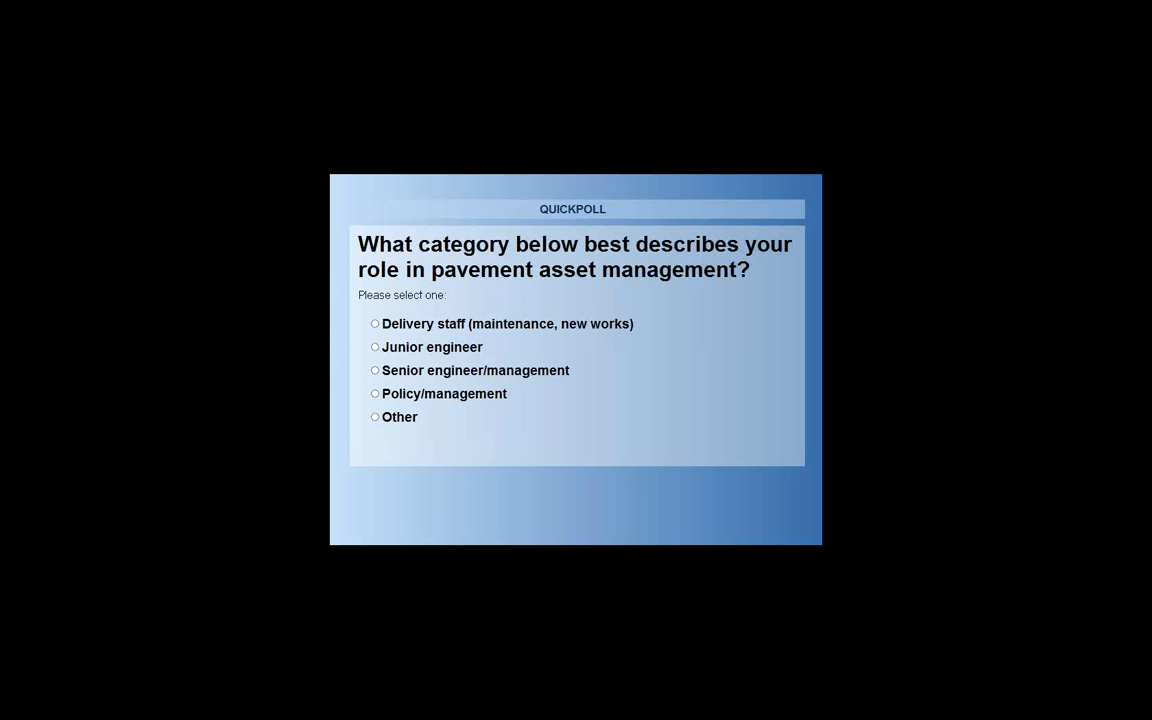 QUICKPOLL
What category below best describes your
role in pavement asset management?
Please select one:
Delivery staff (maintenance, new works)
Junior engineer
Senior engineer/management
Policy/management
Other